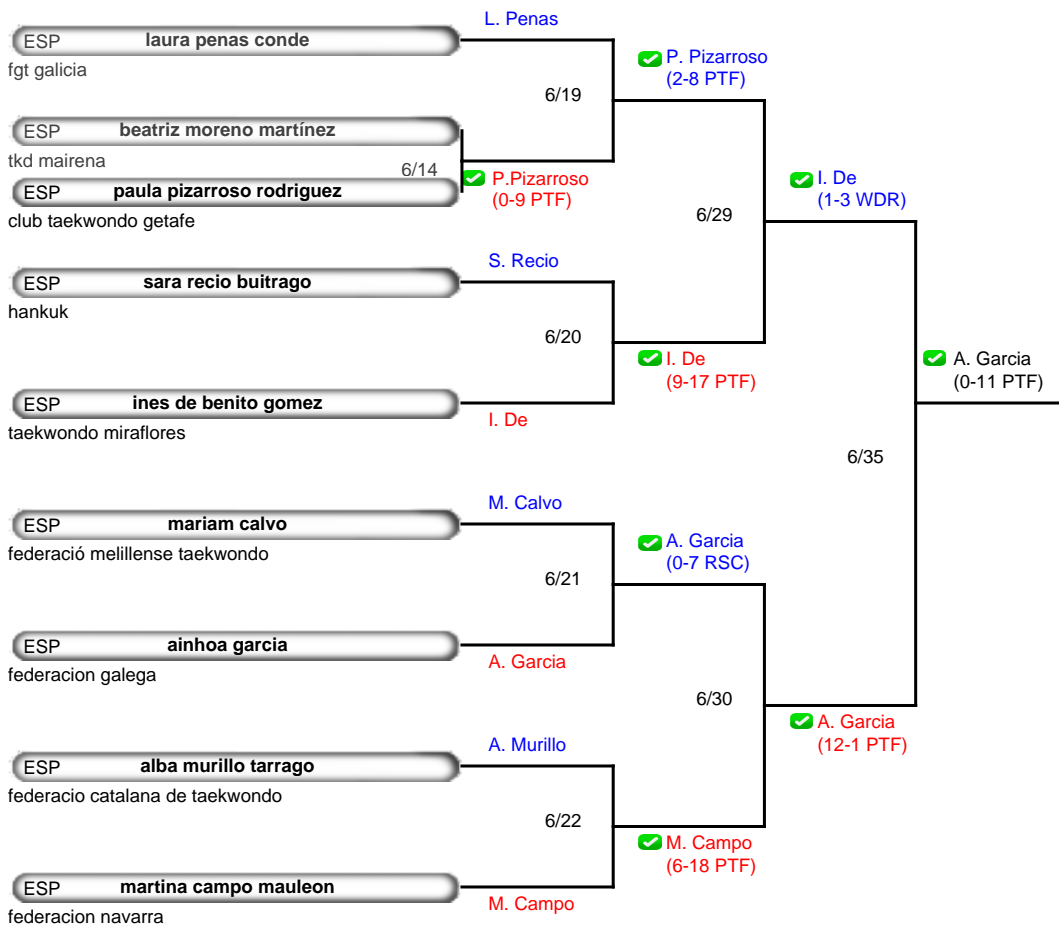 L. Penas
ESP laura penas conde
fgt galicia
P. Pizarroso
(2-8 PTF)
6/19
ESP beatriz moreno martínez
tkd mairena
6/14
P.Pizarroso
(0-9 PTF)
ESP paula pizarroso rodriguez
club taekwondo getafe
I. De
(1-3 WDR)
6/29
S. Recio
ESP sara recio buitrago
hankuk
6/20
I. De
(9-17 PTF)
A. Garcia
(0-11 PTF)
ESP ines de benito gomez
taekwondo miraflores
I. De
6/35
M. Calvo
ESP mariam calvo
federació melillense taekwondo
A. Garcia
(0-7 RSC)
6/21
ESP ainhoa garcia
federacion galega
A. Garcia
6/30
A. Garcia
(12-1 PTF)
A. Murillo
ESP alba murillo tarrago
federacio catalana de taekwondo
6/22
M. Campo
(6-18 PTF)
ESP martina campo mauleon
federacion navarra
M. Campo